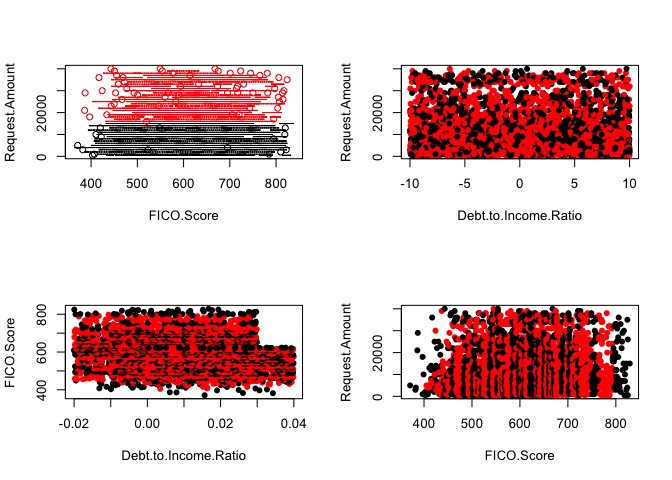 Request.Amount
0 20000
400 500 600 700 800
FICO.Score
Request.Amount
0 20000
-10 -5 0 5 10
Debt.to.Income.Ratio
FICO.Score
400 600 800
-0.02 0.00 0.02 0.04
Debt.to.Income.Ratio
Request.Amount
0 20000
400 500 600 700 800
FICO.Score